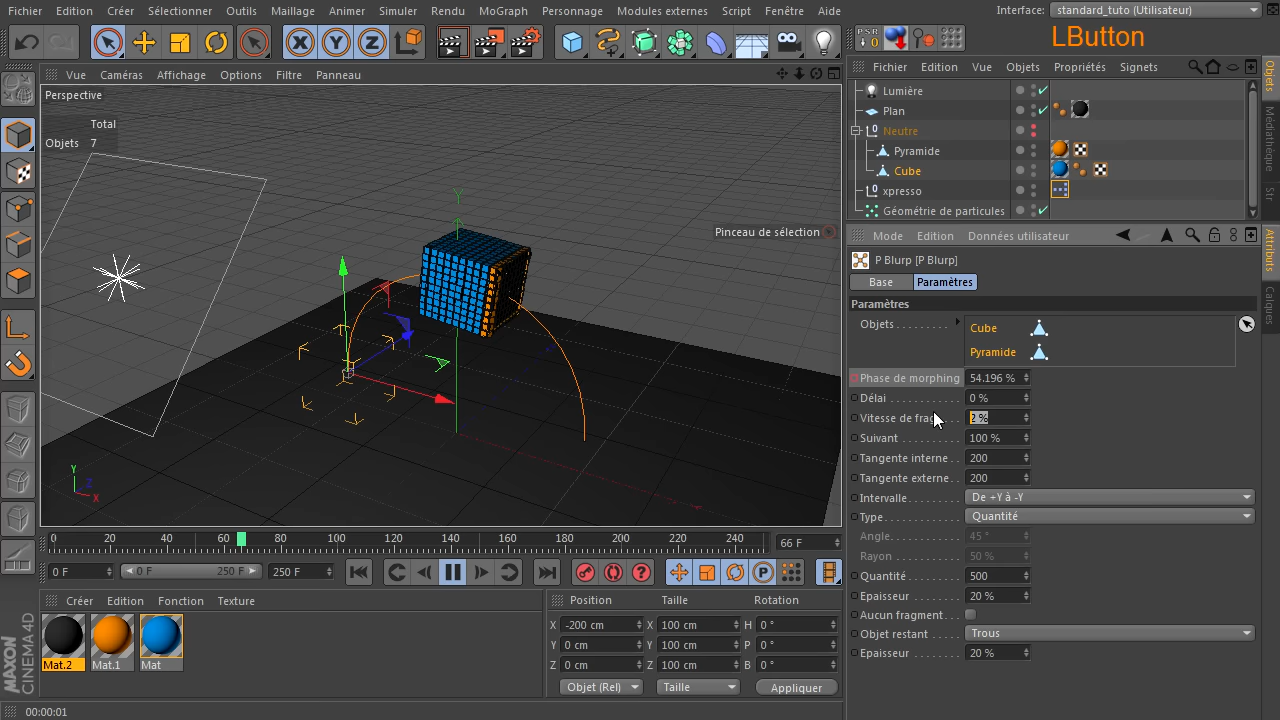 Fichier Edition Créer Sélectionner Outils Maillage Animer Simuler Rendu MoGraph Personnage Modules externes Script Fenêtre Aide
Interface: standard_tuto (Utilisateur)
X Y Z
PSR
0
LButton
Vue Caméras Affichage Options Filtre Panneau
Perspective
Total
Objets 7
Y
Pinceau de sélection
Y
Z
X
0 20 40 60 80 100 120 140 160 180 200 220 240
66 F
0 F
0 F 250 F
250 F
P
Créer Edition Fonction Texture
Mat.2 Mat.1 Mat
MAXON
CINEMA 4D
Position Taille Rotation
X -200 cm X 100 cm H 0 °
Y 0 cm Y 100 cm P 0 °
Z 0 cm Z 100 cm B 0 °
Objet (Rel) Taille Appliquer
00:00:01
Fichier Edition Vue Objets Propriétés Signets
Lumière
Plan
Neutre
Pyramide
Cube
xpresso
Géométrie de particules
Objets
Médiathèque
Str
Mode Edition Données utilisateur
Attributs
Calques
P Blurp [P Blurp]
Base Paramètres
Paramètres
Objets . . . . . . . .
Cube
Pyramide
Phase de morphing 54.196 %
Délai . . . . . . . . . . 0 %
Vitesse de frag 2 %
Suivant . . . . . . . . 100 %
Tangente interne . . 200
Tangente externe . . 200
Intervalle . . . . . . . De +Y à -Y
Type . . . . . . . . . . Quantité
Angle. . . . . . . . . . 45 °
Rayon . . . . . . . . . 50 %
Quantité . . . . . . . 500
Epaisseur . . . . . . 20 %
Aucun fragment . .
Objet restant . . . . Trous
Epaisseur . . . . . . 20 %